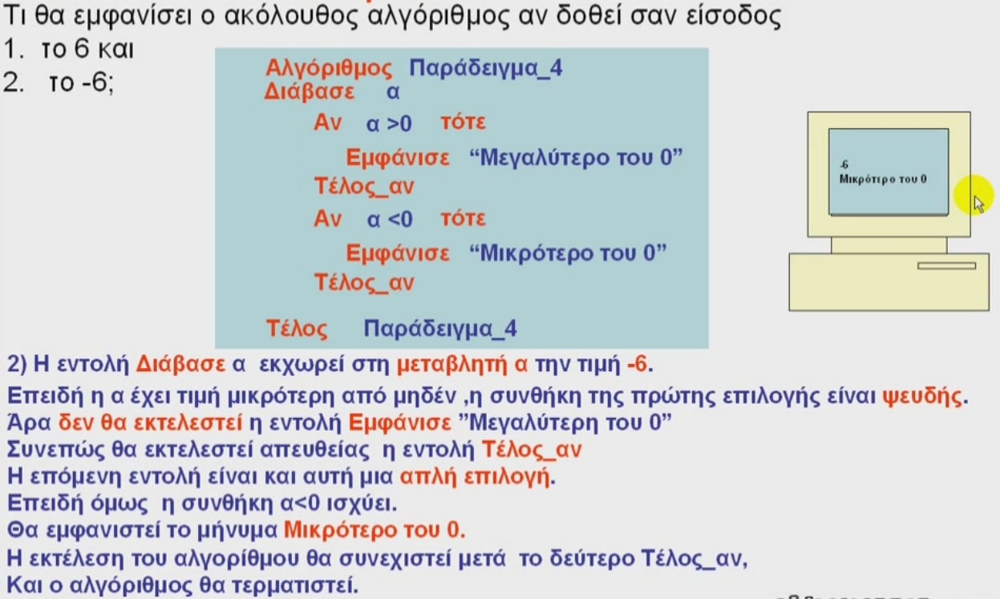 Τι θα εμφανίσει ο ακόλουθος αλγόριθμος αν δοθεί σαν είσοδος
1. το 6 και
2. το -6;
Αλγόριθμος Παράδειγμα_4
Διάβασε α
Αν α >0 τότε
Εμφάνισε “Μεγαλύτερο του 0”
Τέλος_αν
Αν α <0 τότε
Εμφάνισε “Μικρότερο του 0”
Τέλος_αν
Τέλος Παράδειγμα_4
-6
Μικρότερο του 0
2) Η εντολή Διάβασε α εκχωρεί στη μεταβλητή α την τιμή -6.
Επειδή η α έχει τιμή μικρότερη από μηδέν ,η συνθήκη της πρώτης επιλογής είναι ψευδής.
Άρα δεν θα εκτελεστεί η εντολή Εμφάνισε ”Μεγαλύτερη του 0”
Συνεπώς θα εκτελεστεί απευθείας η εντολή Τέλος_αν
Η επόμενη εντολή είναι και αυτή μια απλή επιλογή.
Επειδή όμως η συνθήκη α<0 ισχύει.
Θα εμφανιστεί το μήνυμα Μικρότερο του 0.
Η εκτέλεση του αλγορίθμου θα συνεχιστεί μετά το δεύτερο Τέλος_αν,
Και ο αλγόριθμος θα τερματιστεί.